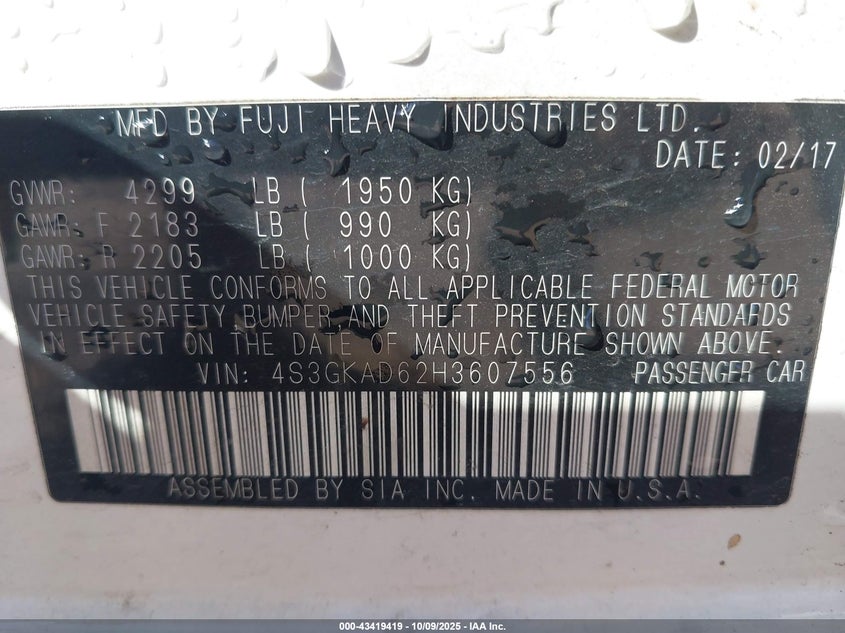 MFD BY FUJI HEAVY INDUSTRIES LTD.
DATE: 02/17
GVWR: 4299 LB ( 1950 KG)
GAWR: F 2183 LB ( 990 KG)
GAWR: R 2205 LB ( 1000 KG)
THIS VEHICLE CONFORMS TO ALL APPLICABLE FEDERAL MOTOR
VEHICLE SAFETY BUMPER AND THEFT PREVENTION STANDARDS
IN EFFECT ON THE DATE OF MANUFACTURE SHOWN ABOVE.
VIN: 4S3GKAD62H3607556 PASSENGER CAR
ASSEMBLED BY SIA INC. MADE IN U.S.A.
000-43419419 - 10/09/2025 - IAA Inc.